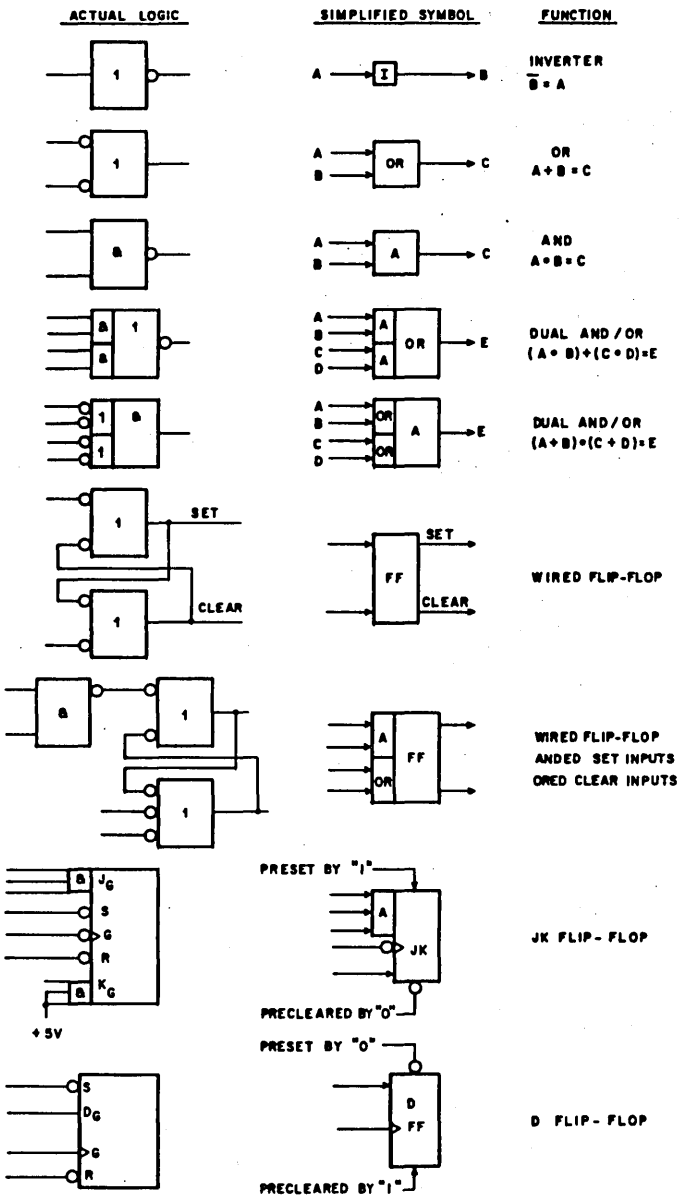 ACTUAL LOGIC SIMPLIFIED SYMBOL FUNCTION
1 A I B INVERTER
B̅ = A
1 A B OR C OR
A + B = C
& A B A C AND
A • B = C
& & 1 A B C D A A OR E DUAL AND/OR
(A • B) + (C • D) = E
1 1 & A B C D OR OR A E DUAL AND/OR
(A+B) • (C + D) = E
1 SET
1 CLEAR
FF SET CLEAR WIRED FLIP-FLOP
& 1
1
A OR FF WIRED FLIP-FLOP
ANDED SET INPUTS
ORED CLEAR INPUTS
& JG
S
G
R
KG
&
+5V
PRESET BY "1"
A
JK
PRECLEARED BY "0"
JK FLIP-FLOP
S
DG
G
R
PRESET BY "0"
D
FF
PRECLEARED BY "1"
D FLIP-FLOP